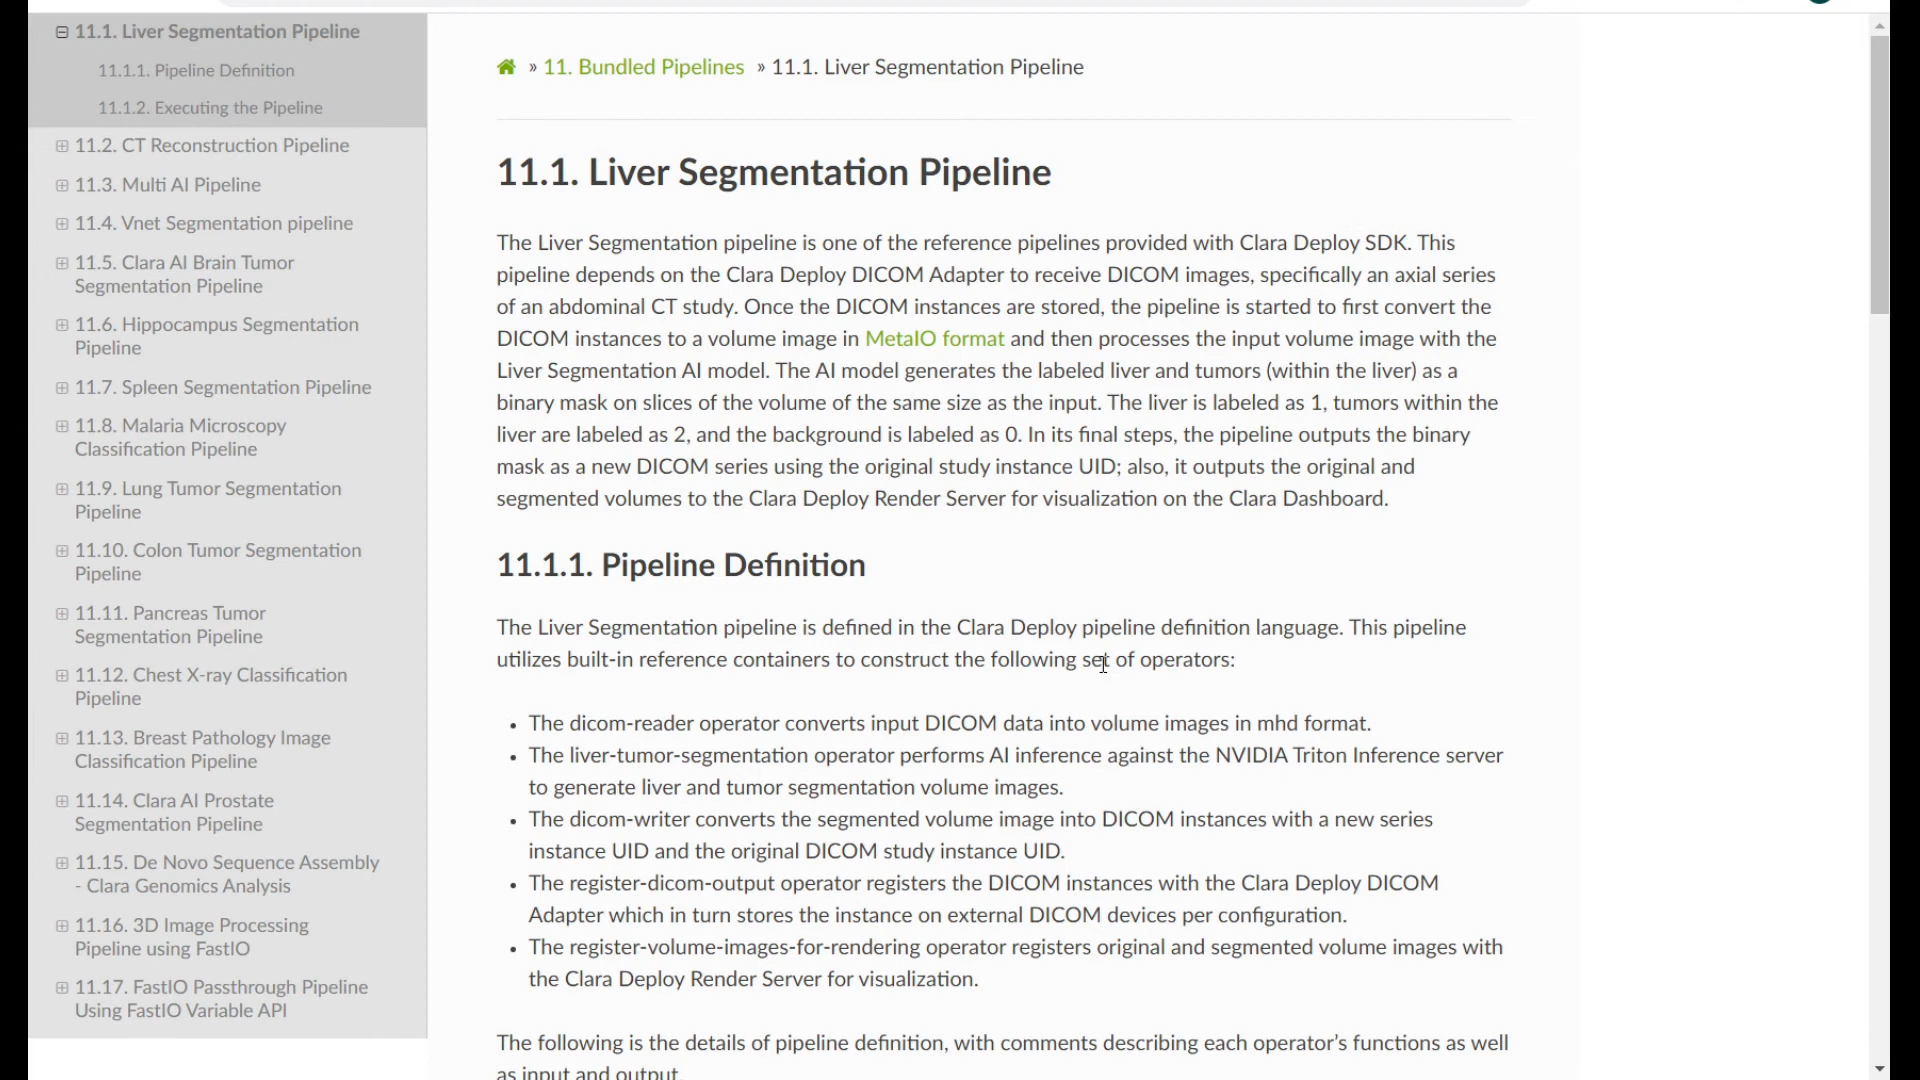 11.1. Liver Segmentation Pipeline
11.1.1. Pipeline Definition
11.1.2. Executing the Pipeline
11.2. CT Reconstruction Pipeline
11.3. Multi AI Pipeline
11.4. Vnet Segmentation pipeline
11.5. Clara AI Brain Tumor
Segmentation Pipeline
11.6. Hippocampus Segmentation
Pipeline
11.7. Spleen Segmentation Pipeline
11.8. Malaria Microscopy
Classification Pipeline
11.9. Lung Tumor Segmentation
Pipeline
11.10. Colon Tumor Segmentation
Pipeline
11.11. Pancreas Tumor
Segmentation Pipeline
11.12. Chest X-ray Classification
Pipeline
11.13. Breast Pathology Image
Classification Pipeline
11.14. Clara AI Prostate
Segmentation Pipeline
11.15. De Novo Sequence Assembly
- Clara Genomics Analysis
11.16. 3D Image Processing
Pipeline using FastIO
11.17. FastIO Passthrough Pipeline
Using FastIO Variable API
» 11. Bundled Pipelines » 11.1. Liver Segmentation Pipeline
11.1. Liver Segmentation Pipeline
The Liver Segmentation pipeline is one of the reference pipelines provided with Clara Deploy SDK. This
pipeline depends on the Clara Deploy DICOM Adapter to receive DICOM images, specifically an axial series
of an abdominal CT study. Once the DICOM instances are stored, the pipeline is started to first convert the
DICOM instances to a volume image in MetaIO format and then processes the input volume image with the
Liver Segmentation AI model. The AI model generates the labeled liver and tumors (within the liver) as a
binary mask on slices of the volume of the same size as the input. The liver is labeled as 1, tumors within the
liver are labeled as 2, and the background is labeled as 0. In its final steps, the pipeline outputs the binary
mask as a new DICOM series using the original study instance UID; also, it outputs the original and
segmented volumes to the Clara Deploy Render Server for visualization on the Clara Dashboard.
11.1.1. Pipeline Definition
The Liver Segmentation pipeline is defined in the Clara Deploy pipeline definition language. This pipeline
utilizes built-in reference containers to construct the following set of operators:
• The dicom-reader operator converts input DICOM data into volume images in mhd format.
• The liver-tumor-segmentation operator performs AI inference against the NVIDIA Triton Inference server
to generate liver and tumor segmentation volume images.
• The dicom-writer converts the segmented volume image into DICOM instances with a new series
instance UID and the original DICOM study instance UID.
• The register-dicom-output operator registers the DICOM instances with the Clara Deploy DICOM
Adapter which in turn stores the instance on external DICOM devices per configuration.
• The register-volume-images-for-rendering operator registers original and segmented volume images with
the Clara Deploy Render Server for visualization.
The following is the details of pipeline definition, with comments describing each operator's functions as well
as input and output.